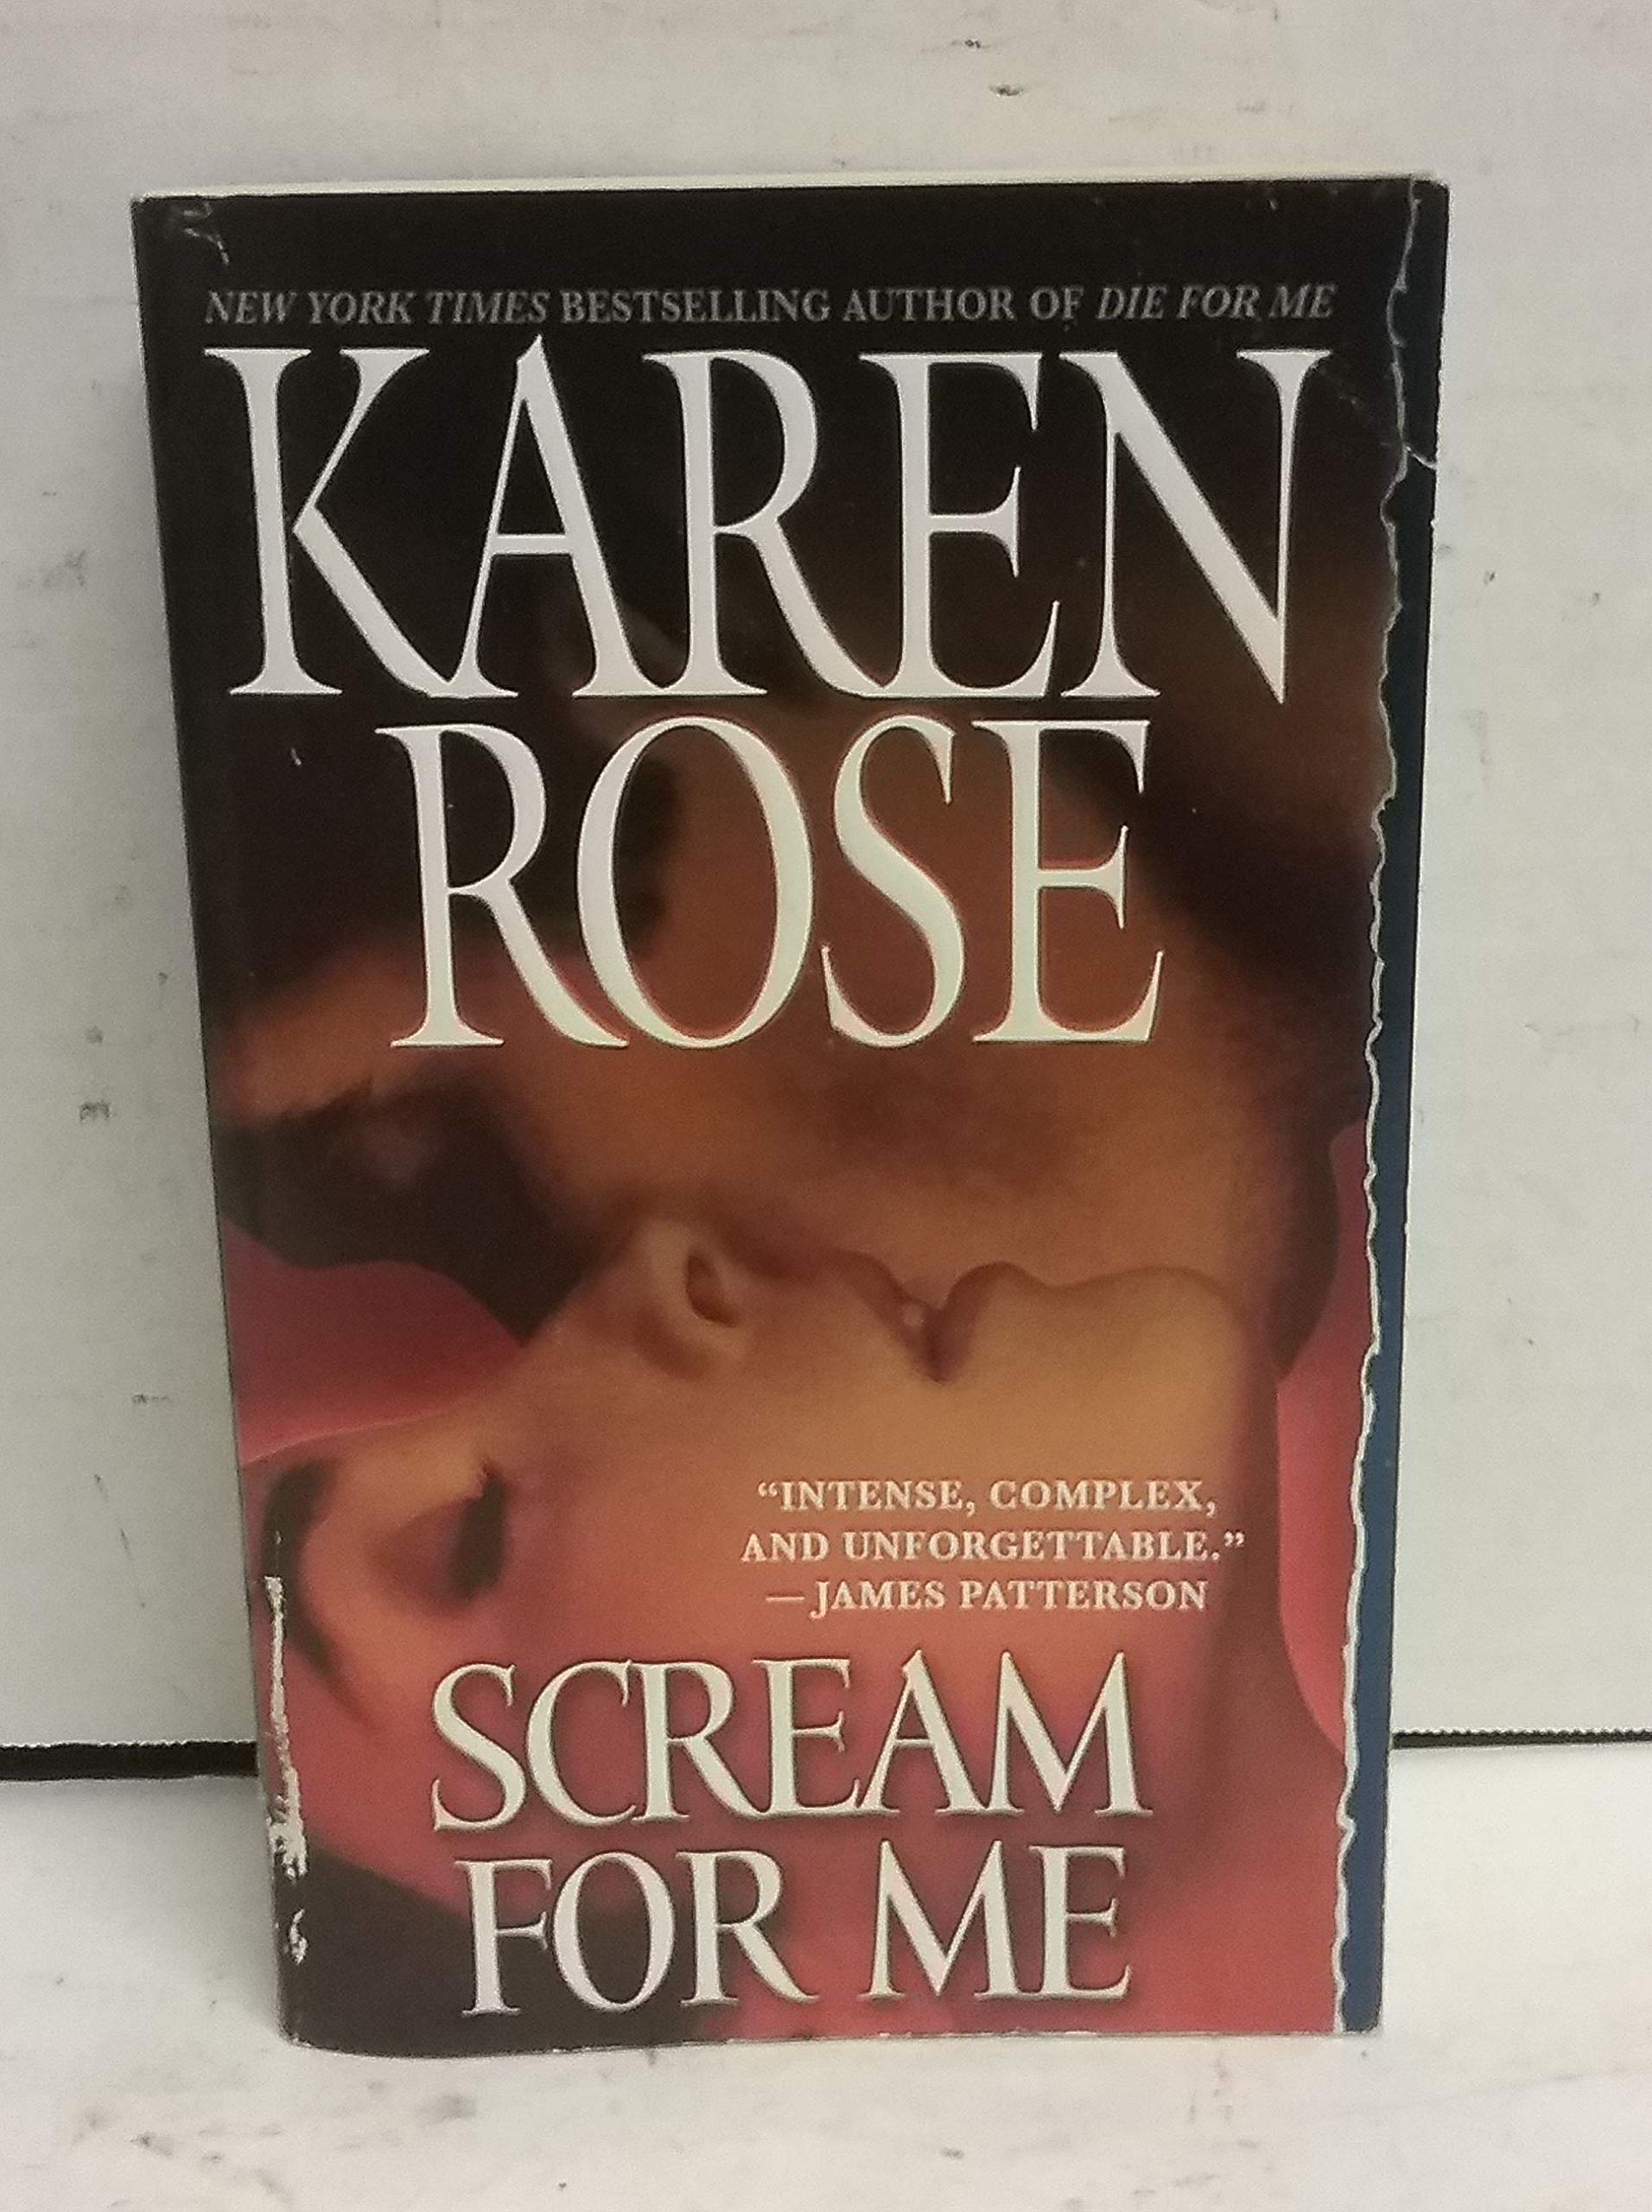 NEW YORK TIMES BESTSELLING AUTHOR OF DIE FOR ME
KAREN
ROSE
“INTENSE, COMPLEX,
AND UNFORGETTABLE.”
—JAMES PATTERSON
SCREAM
FOR ME